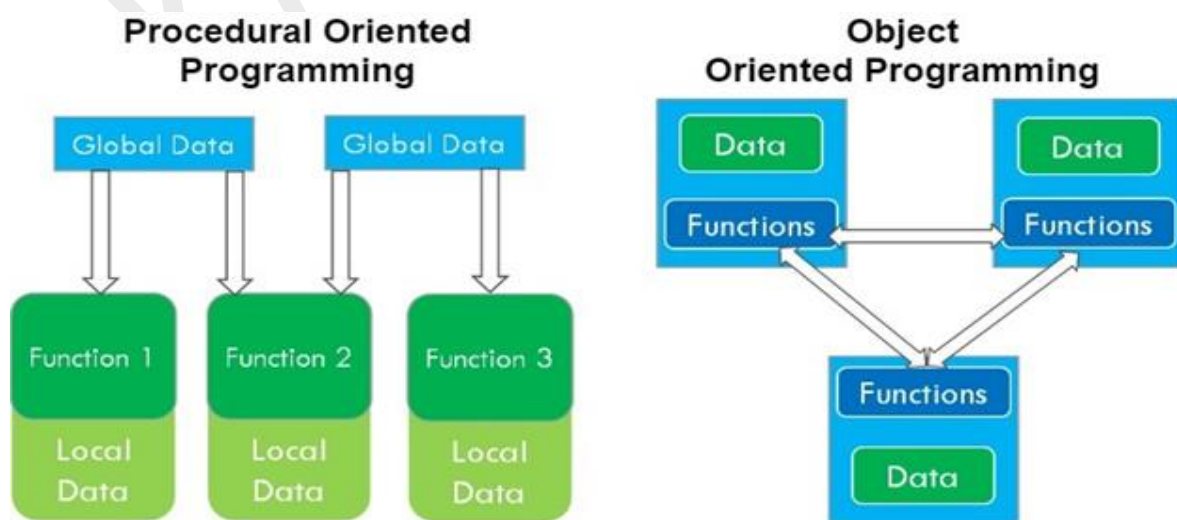 Procedural Oriented
Programming
Global Data
Global Data
Function 1
Function 2
Function 3
Local
Data
Local
Data
Local
Data
Object
Oriented Programming
Data
Data
Functions
Functions
Functions
Data